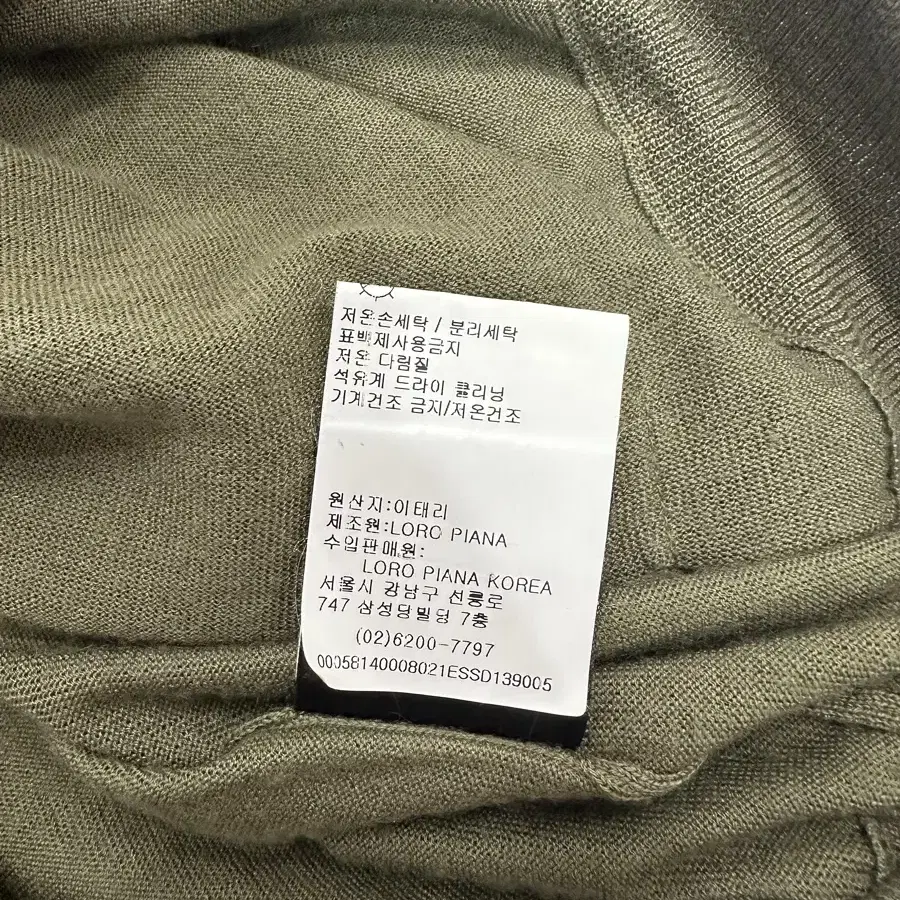 저온손세탁 / 분리세탁
표백제사용금지
저온 다림질
석유계 드라이 클리닝
기계건조 금지/저온건조
원산지:이태리
제조원:LORO PIANA
수입판매원:
LORO PIANA KOREA
서울시 강남구 선릉로
747 삼성당빌딩 7층
(02)6200-7797
00058140008021ESSD139005